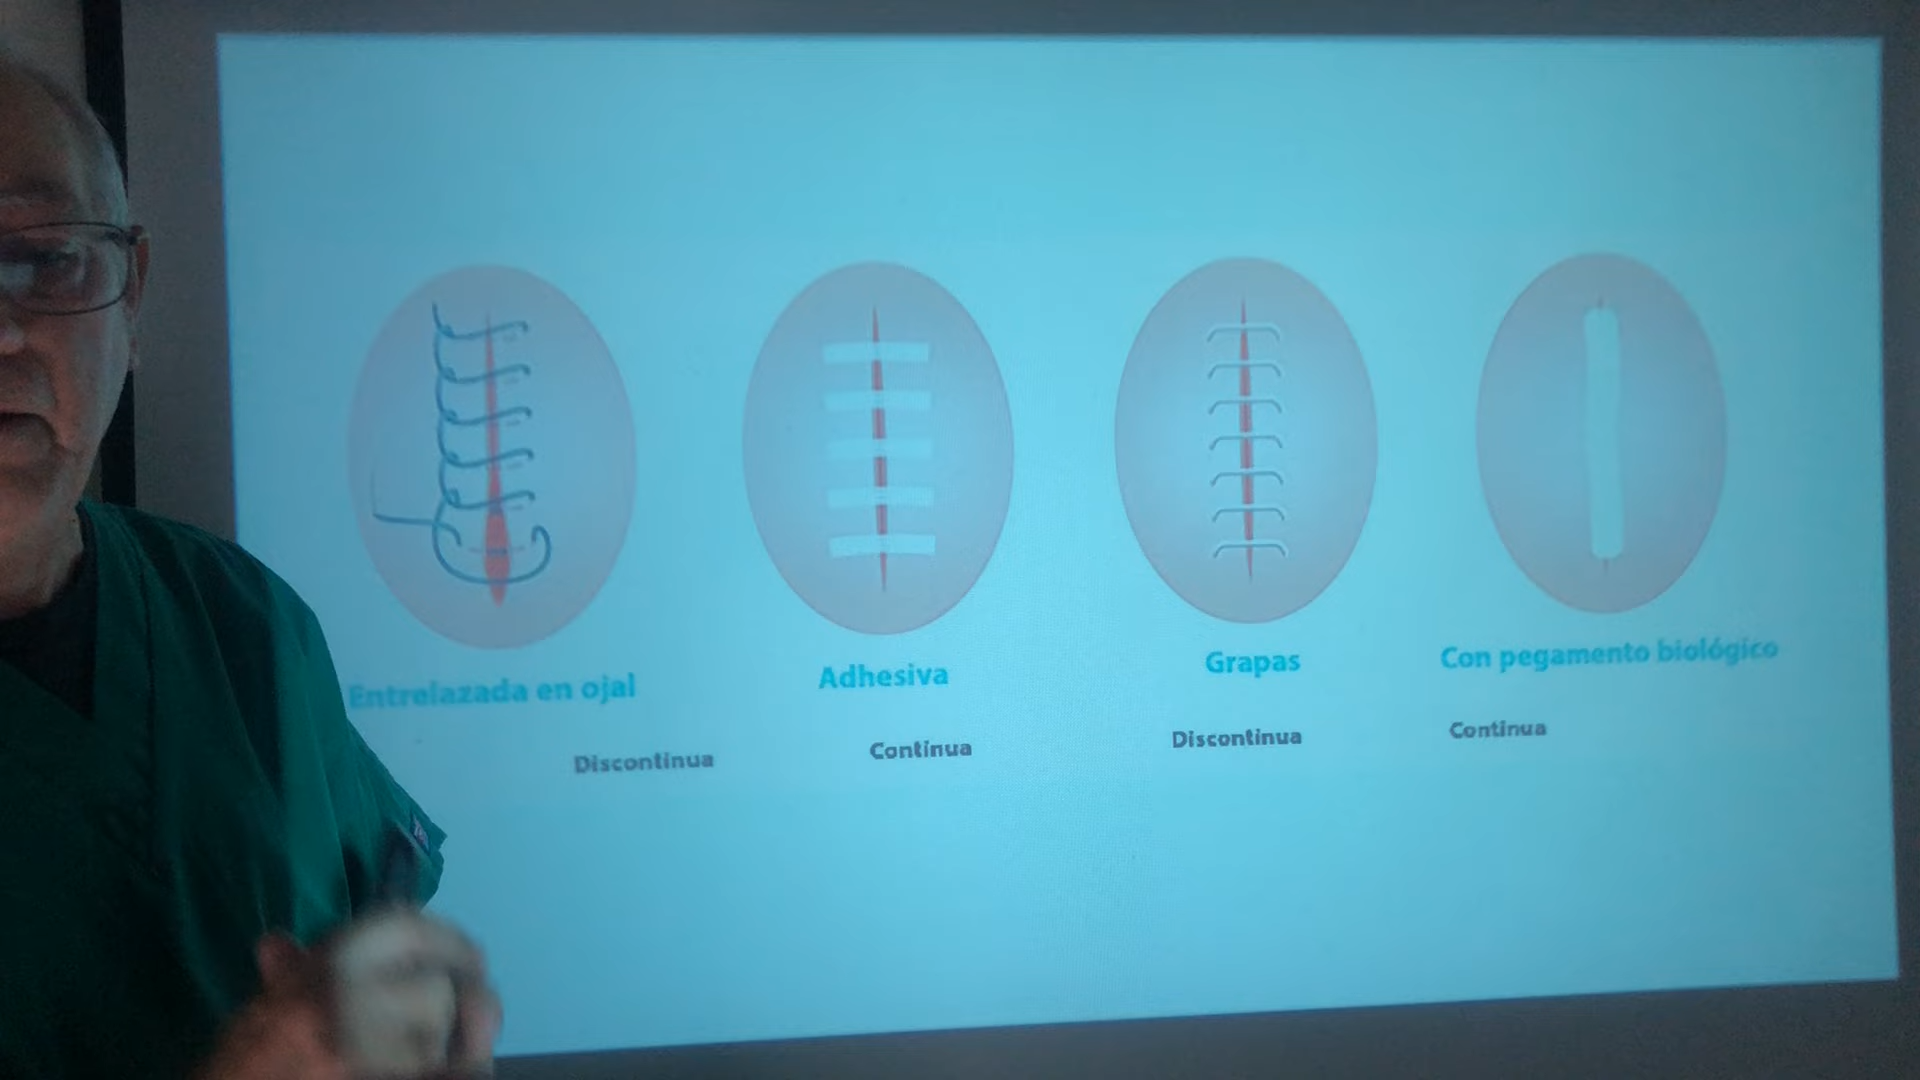 Entrelazada en ojal
Adhesiva
Grapas
Con pegamento biológico
Discontinua
Continua
Discontinua
Continua